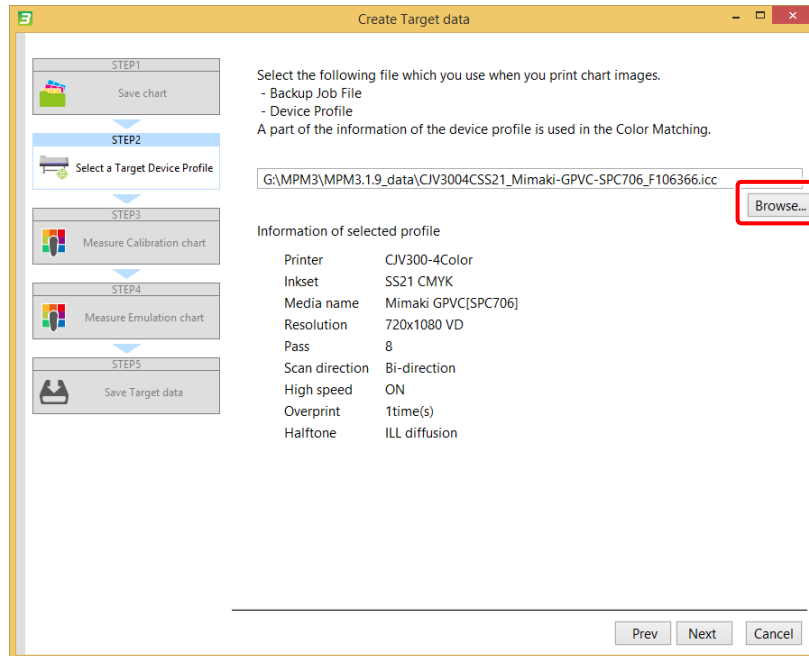 3
Create Target data
STEP1
Save chart
STEP2
Select a Target Device Profile
STEP3
Measure Calibration chart
STEP4
Measure Emulation chart
STEP5
Save Target data
Select the following file which you use when you print chart images.
- Backup Job File
- Device Profile
A part of the information of the device profile is used in the Color Matching.
G:\MPM3\MPM3.1.9_data\CJV3004CSS21_Mimaki-GPVC-SPC706_F106366.icc
Browse...
Information of selected profile
Printer CJV300-4Color
Inkset SS21 CMYK
Media name Mimaki GPVC[SPC706]
Resolution 720x1080 VD
Pass 8
Scan direction Bi-direction
High speed ON
Overprint 1time(s)
Halftone ILL diffusion
Prev Next Cancel